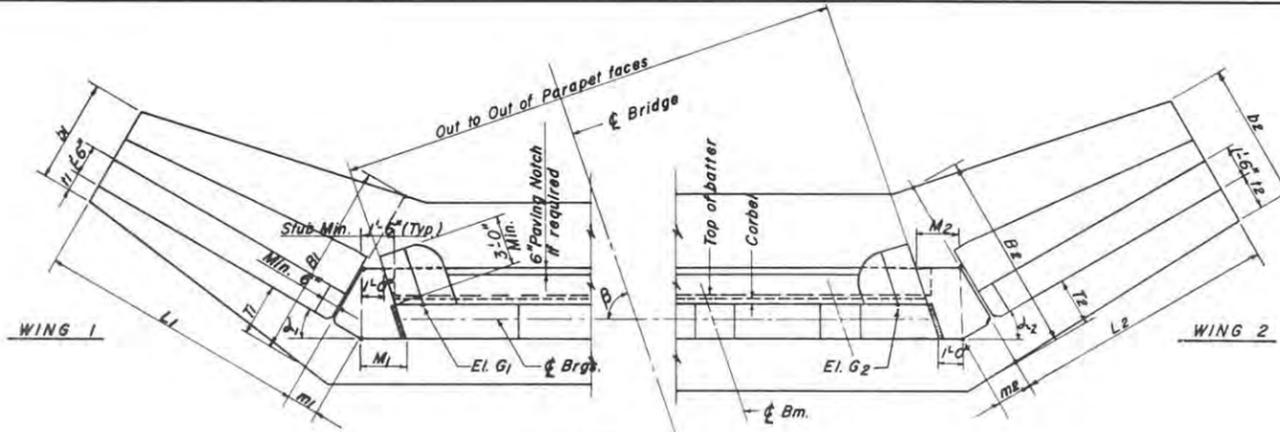 Out to Out of Parapet faces
℄ Bridge
b1
t1
1'-6"
Stub Min.
1'-6" (Typ.)
3'-0"
Min.
6" Paving Notch
if required
Top of batter
Corbel
M2
B2
b2
1'-6"
t2
Min.
6"
B1
1'-0"
T1
α1
L1
m1
M1
El. G1
℄ Brgs.
β
El. G2
1'-0"
α2
T2
L2
m2
℄ Bm.
WING 1
WING 2